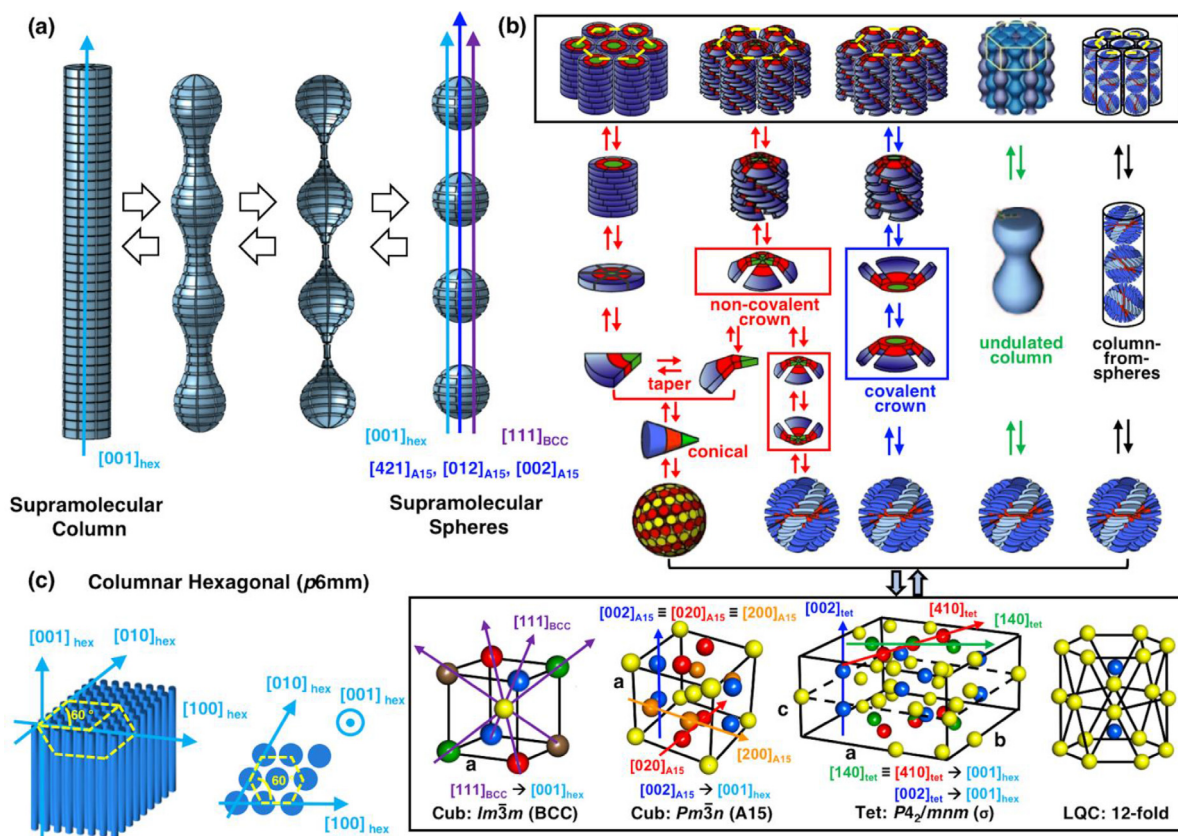 (a)
[001]hex
Supramolecular
Column
[001]hex
[111]BCC
[421]A15, [012]A15, [002]A15
Supramolecular
Spheres
(b)
non-covalent
crown
taper
conical
covalent
crown
undulated
column
column-
from-
spheres
(c)
Columnar Hexagonal (p6mm)
[001]hex
[010]hex
60°
[100]hex
[010]hex
[001]hex
60
[100]hex
[111]BCC
a
[111]BCC → [001]hex
Cub: Im3̅m (BCC)
[002]A15 ≡ [020]A15 ≡ [200]A15
a
[020]A15
[200]A15
[002]A15 → [001]hex
Cub: Pm3̅n (A15)
[002]tet
[410]tet
[140]tet
c
a
b
[140]tet ≡ [410]tet → [001]hex
[002]tet → [001]hex
Tet: P42/mnm (σ)
LQC: 12-fold